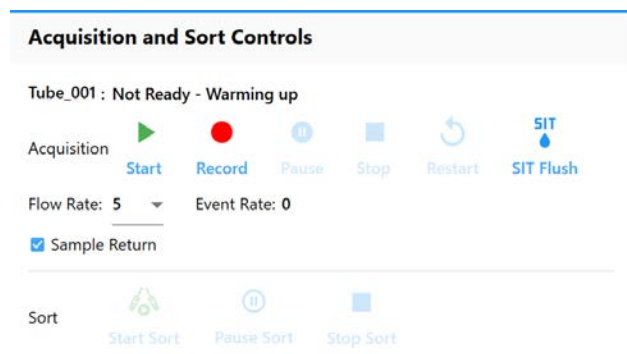 Acquisition and Sort Controls
Tube_001 : Not Ready - Warming up
SIT
Acquisition
Start Record Pause Stop Restart SIT Flush
Flow Rate: 5 Event Rate: 0
Sample Return
Sort
Start Sort Pause Sort Stop Sort